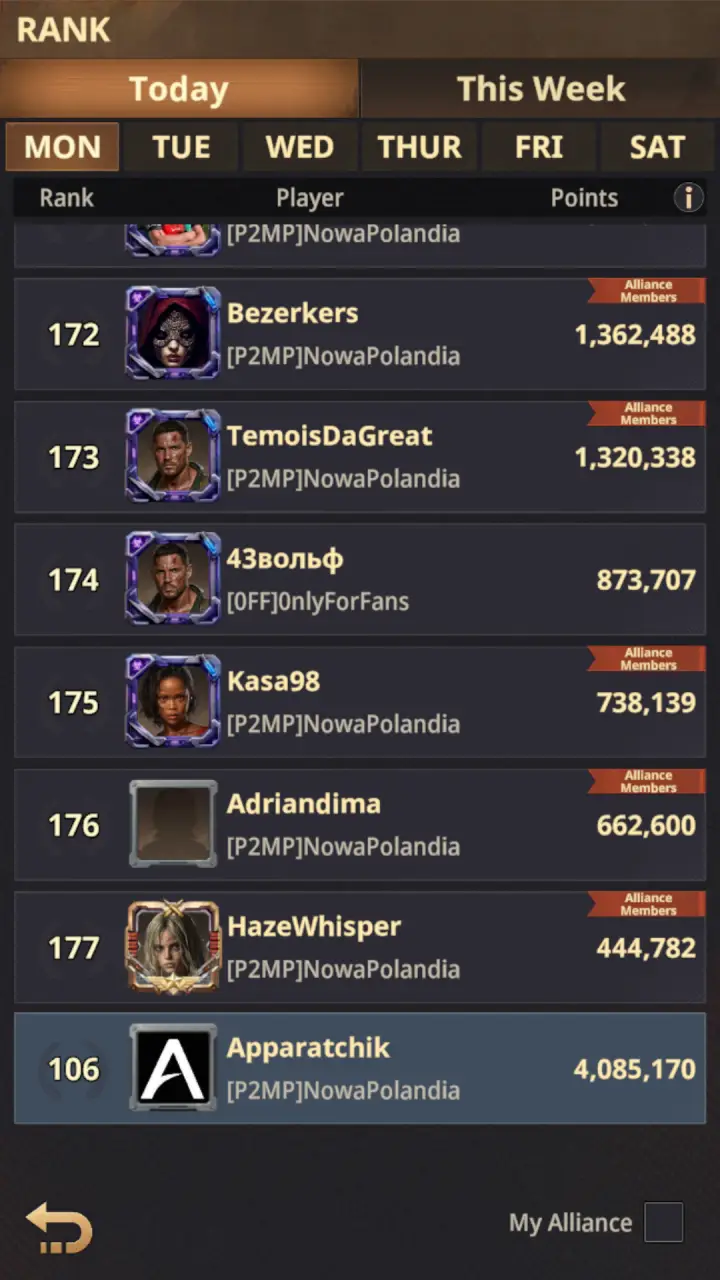 RANK
Today
This Week
MON
TUE
WED
THUR
FRI
SAT
Rank
Player
Points
i
[P2MP]NowaPolandia
172
Bezerkers
[P2MP]NowaPolandia
Alliance
Members
1,362,488
173
TemoisDaGreat
[P2MP]NowaPolandia
Alliance
Members
1,320,338
174
43вольф
[0FF]0nlyForFans
873,707
175
Kasa98
[P2MP]NowaPolandia
Alliance
Members
738,139
176
Adriandima
[P2MP]NowaPolandia
Alliance
Members
662,600
177
HazeWhisper
[P2MP]NowaPolandia
Alliance
Members
444,782
106
Apparatchik
[P2MP]NowaPolandia
4,085,170
My Alliance